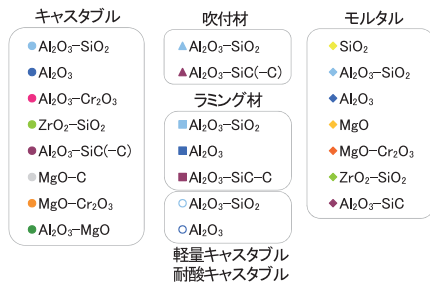 キャスタブル
Al₂O₃−SiO₂
Al₂O₃
Al₂O₃−Cr₂O₃
ZrO₂−SiO₂
Al₂O₃−SiC(−C)
MgO−C
MgO−Cr₂O₃
Al₂O₃−MgO
吹付材
Al₂O₃−SiO₂
Al₂O₃−SiC(−C)
ラミング材
Al₂O₃−SiO₂
Al₂O₃
Al₂O₃−SiC−C
Al₂O₃−SiO₂
Al₂O₃
軽量キャスタブル
耐酸キャスタブル
モルタル
SiO₂
Al₂O₃−SiO₂
Al₂O₃
MgO
MgO−Cr₂O₃
ZrO₂−SiO₂
Al₂O₃−SiC